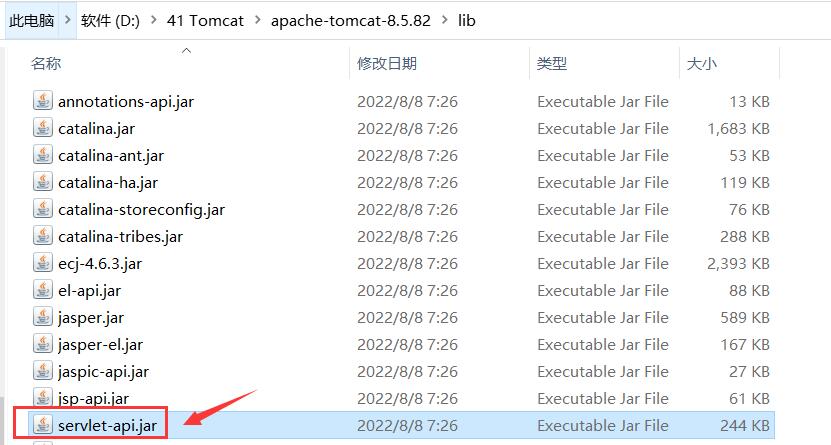 此电脑 > 软件 (D:) > 41 Tomcat > apache-tomcat-8.5.82 > lib
名称 修改日期 类型 大小
annotations-api.jar 2022/8/8 7:26 Executable Jar File 13 KB
catalina.jar 2022/8/8 7:26 Executable Jar File 1,683 KB
catalina-ant.jar 2022/8/8 7:26 Executable Jar File 53 KB
catalina-ha.jar 2022/8/8 7:26 Executable Jar File 119 KB
catalina-storeconfig.jar 2022/8/8 7:26 Executable Jar File 76 KB
catalina-tribes.jar 2022/8/8 7:26 Executable Jar File 288 KB
ecj-4.6.3.jar 2022/8/8 7:26 Executable Jar File 2,393 KB
el-api.jar 2022/8/8 7:26 Executable Jar File 88 KB
jasper.jar 2022/8/8 7:26 Executable Jar File 589 KB
jasper-el.jar 2022/8/8 7:26 Executable Jar File 167 KB
jaspic-api.jar 2022/8/8 7:26 Executable Jar File 27 KB
jsp-api.jar 2022/8/8 7:26 Executable Jar File 61 KB
servlet-api.jar 2022/8/8 7:26 Executable Jar File 244 KB